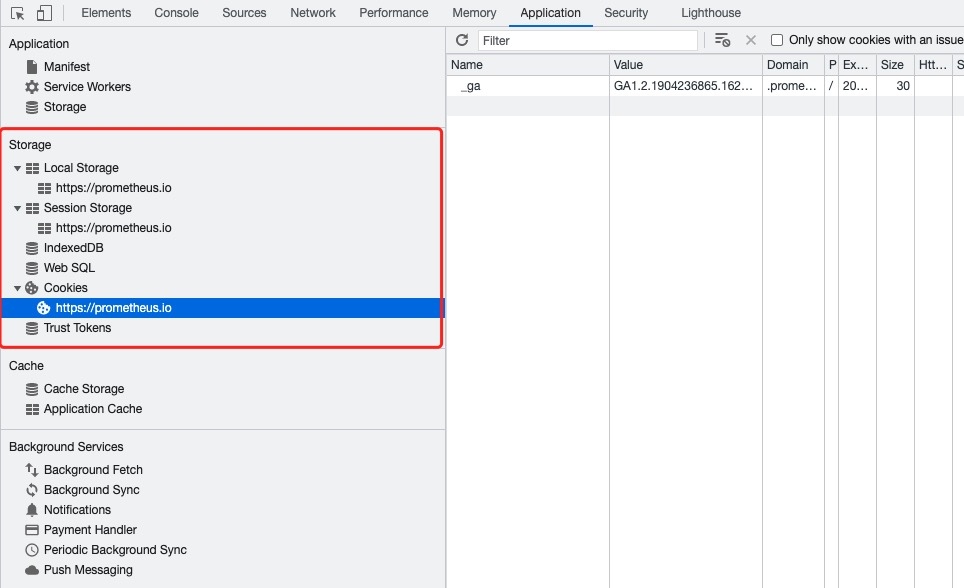 Elements Console Sources Network Performance Memory Application Security Lighthouse
Application
Manifest
Service Workers
Storage
Storage
Local Storage
https://prometheus.io
Session Storage
https://prometheus.io
IndexedDB
Web SQL
Cookies
https://prometheus.io
Trust Tokens
Cache
Cache Storage
Application Cache
Background Services
Background Fetch
Background Sync
Notifications
Payment Handler
Periodic Background Sync
Push Messaging
Filter Only show cookies with an issue
Name Value Domain P Ex... Size Htt... S
_ga GA1.2.1904236865.162... .prome... / 20... 30